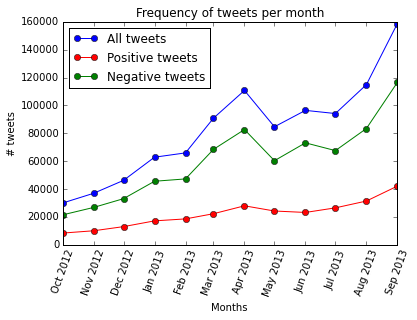 Frequency of tweets per month
160000
140000
120000
100000
80000
60000
40000
20000
0
# tweets
All tweets
Positive tweets
Negative tweets
Oct 2012
Nov 2012
Dec 2012
Jan 2013
Feb 2013
Mar 2013
Apr 2013
May 2013
Jun 2013
Jul 2013
Aug 2013
Sep 2013
Months